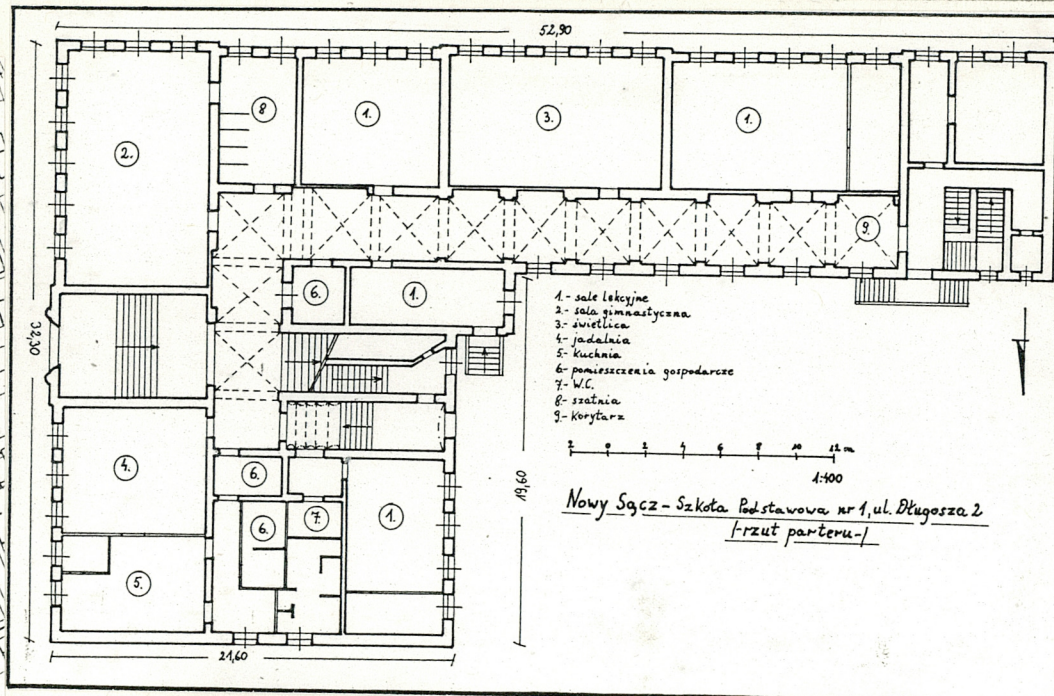 52,90
8
1.
3.
1.
2.
9.
6.
1.
32,30
1.- sale lekcyjne
2.- sala gimnastyczna
3.- świetlica
4.- jadalnia
5.- kuchnia
6.- pomieszczenia gospodarcze
7.- W.C.
8.- szatnia
9.- korytarz
2 0 2 4 6 8 10 12 m
1:400
4.
6.
6.
7.
1.
5.
19,60
Nowy Sącz - Szkoła Podstawowa nr 1, ul. Długosza 2
/-rzut parteru-/
21,60